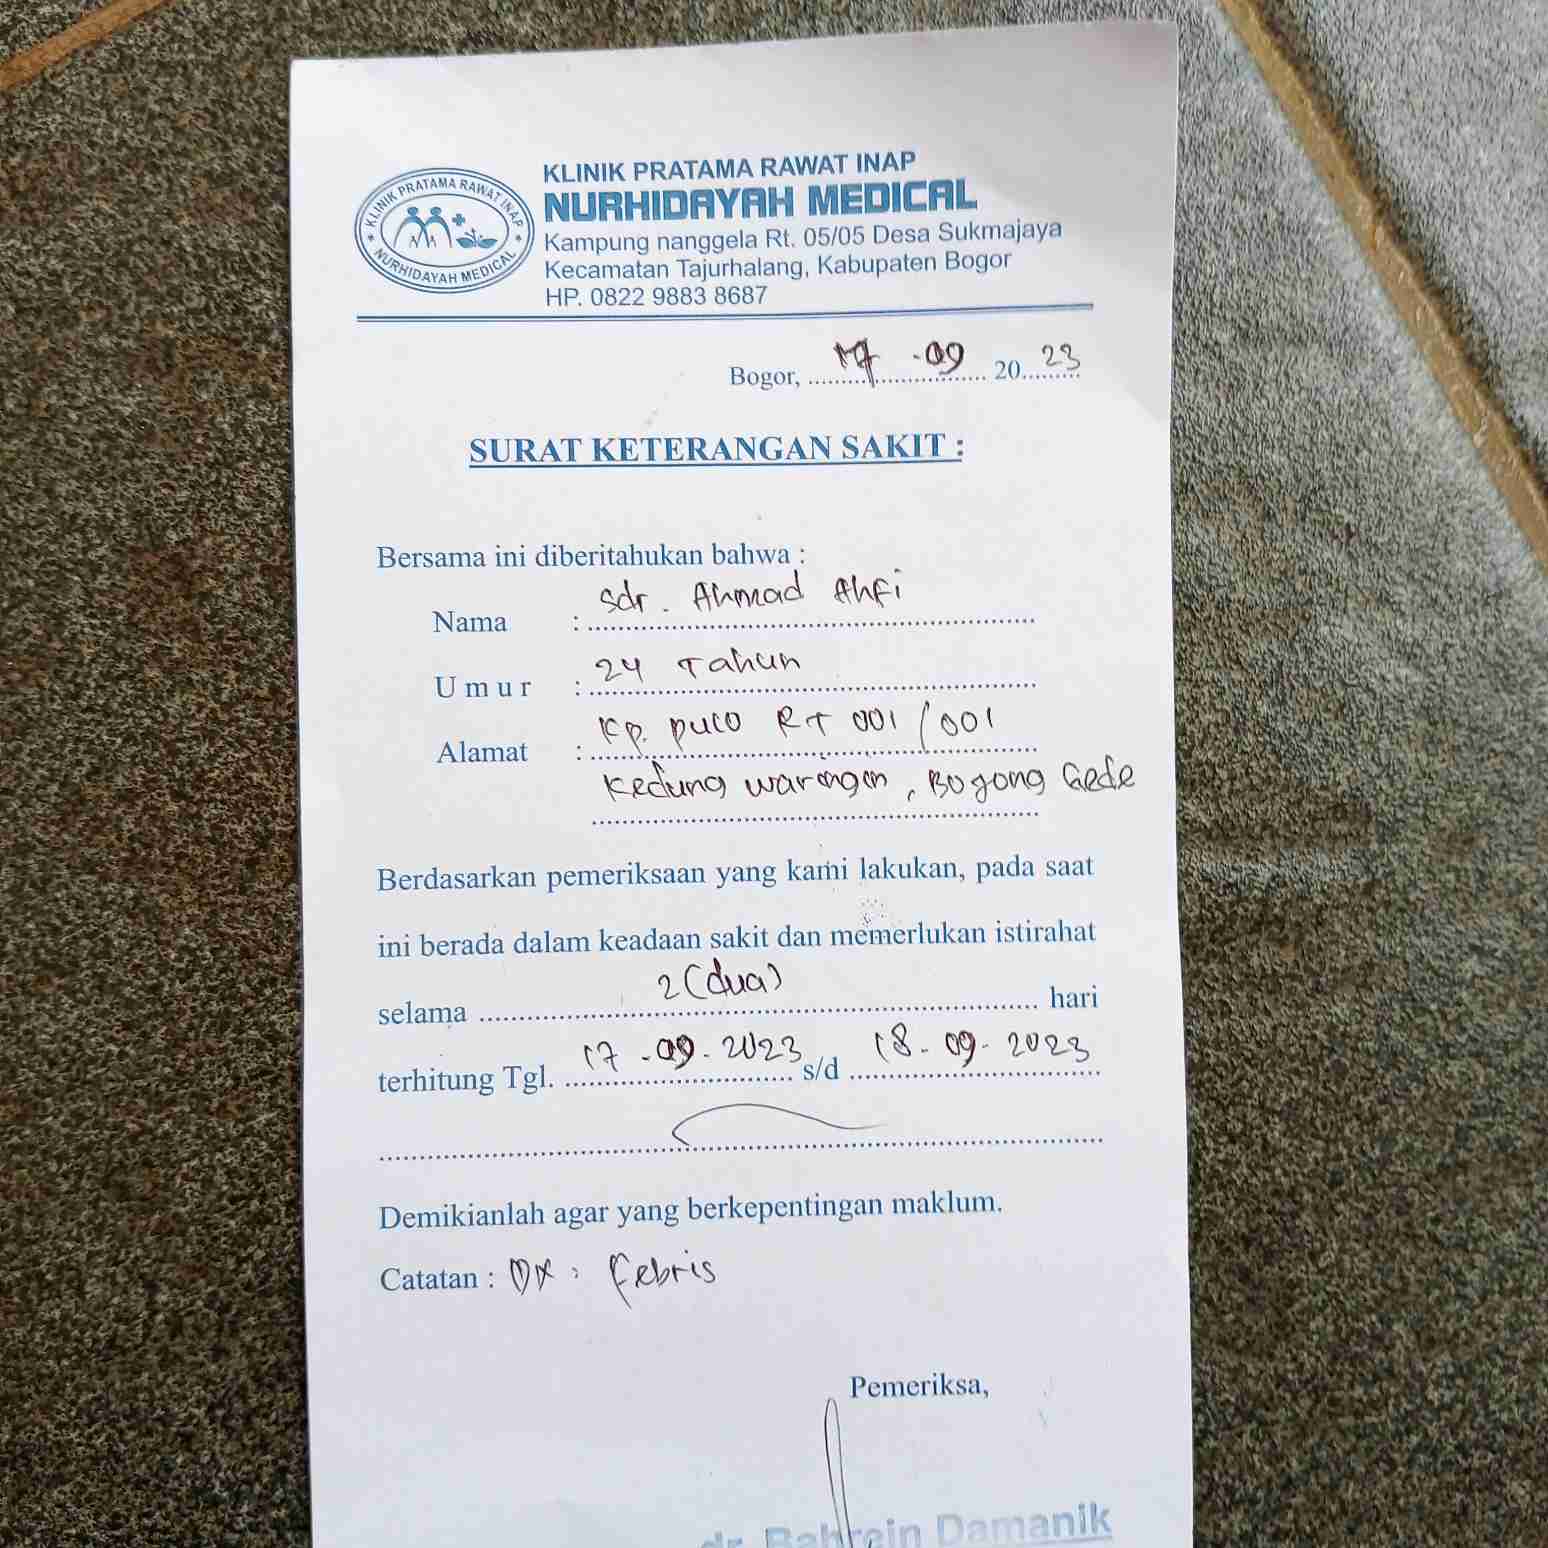 KLINIK PRATAMA RAWAT INAP
NURHIDAYAH MEDICAL
KLINIK PRATAMA RAWAT INAP
NURHIDAYAH MEDICAL
Kampung nanggela Rt. 05/05 Desa Sukmajaya
Kecamatan Tajurhalang, Kabupaten Bogor
HP. 0822 9883 8687
Bogor, 17 -09 2023
SURAT KETERANGAN SAKIT :
Bersama ini diberitahukan bahwa :
Nama : Sdr. Ahmad Ahfi
Umur : 24 Tahun
Alamat : Kp. puco RT 001/001
Kedung waringin, Bojong Gede
Berdasarkan pemeriksaan yang kami lakukan, pada saat
ini berada dalam keadaan sakit dan memerlukan istirahat
selama 2 (dua) hari
terhitung Tgl. 17-09-2023 s/d 18-09-2023
Demikianlah agar yang berkepentingan maklum.
Catatan : DX : Febris
Pemeriksa,
dr. Bahrein Damanik